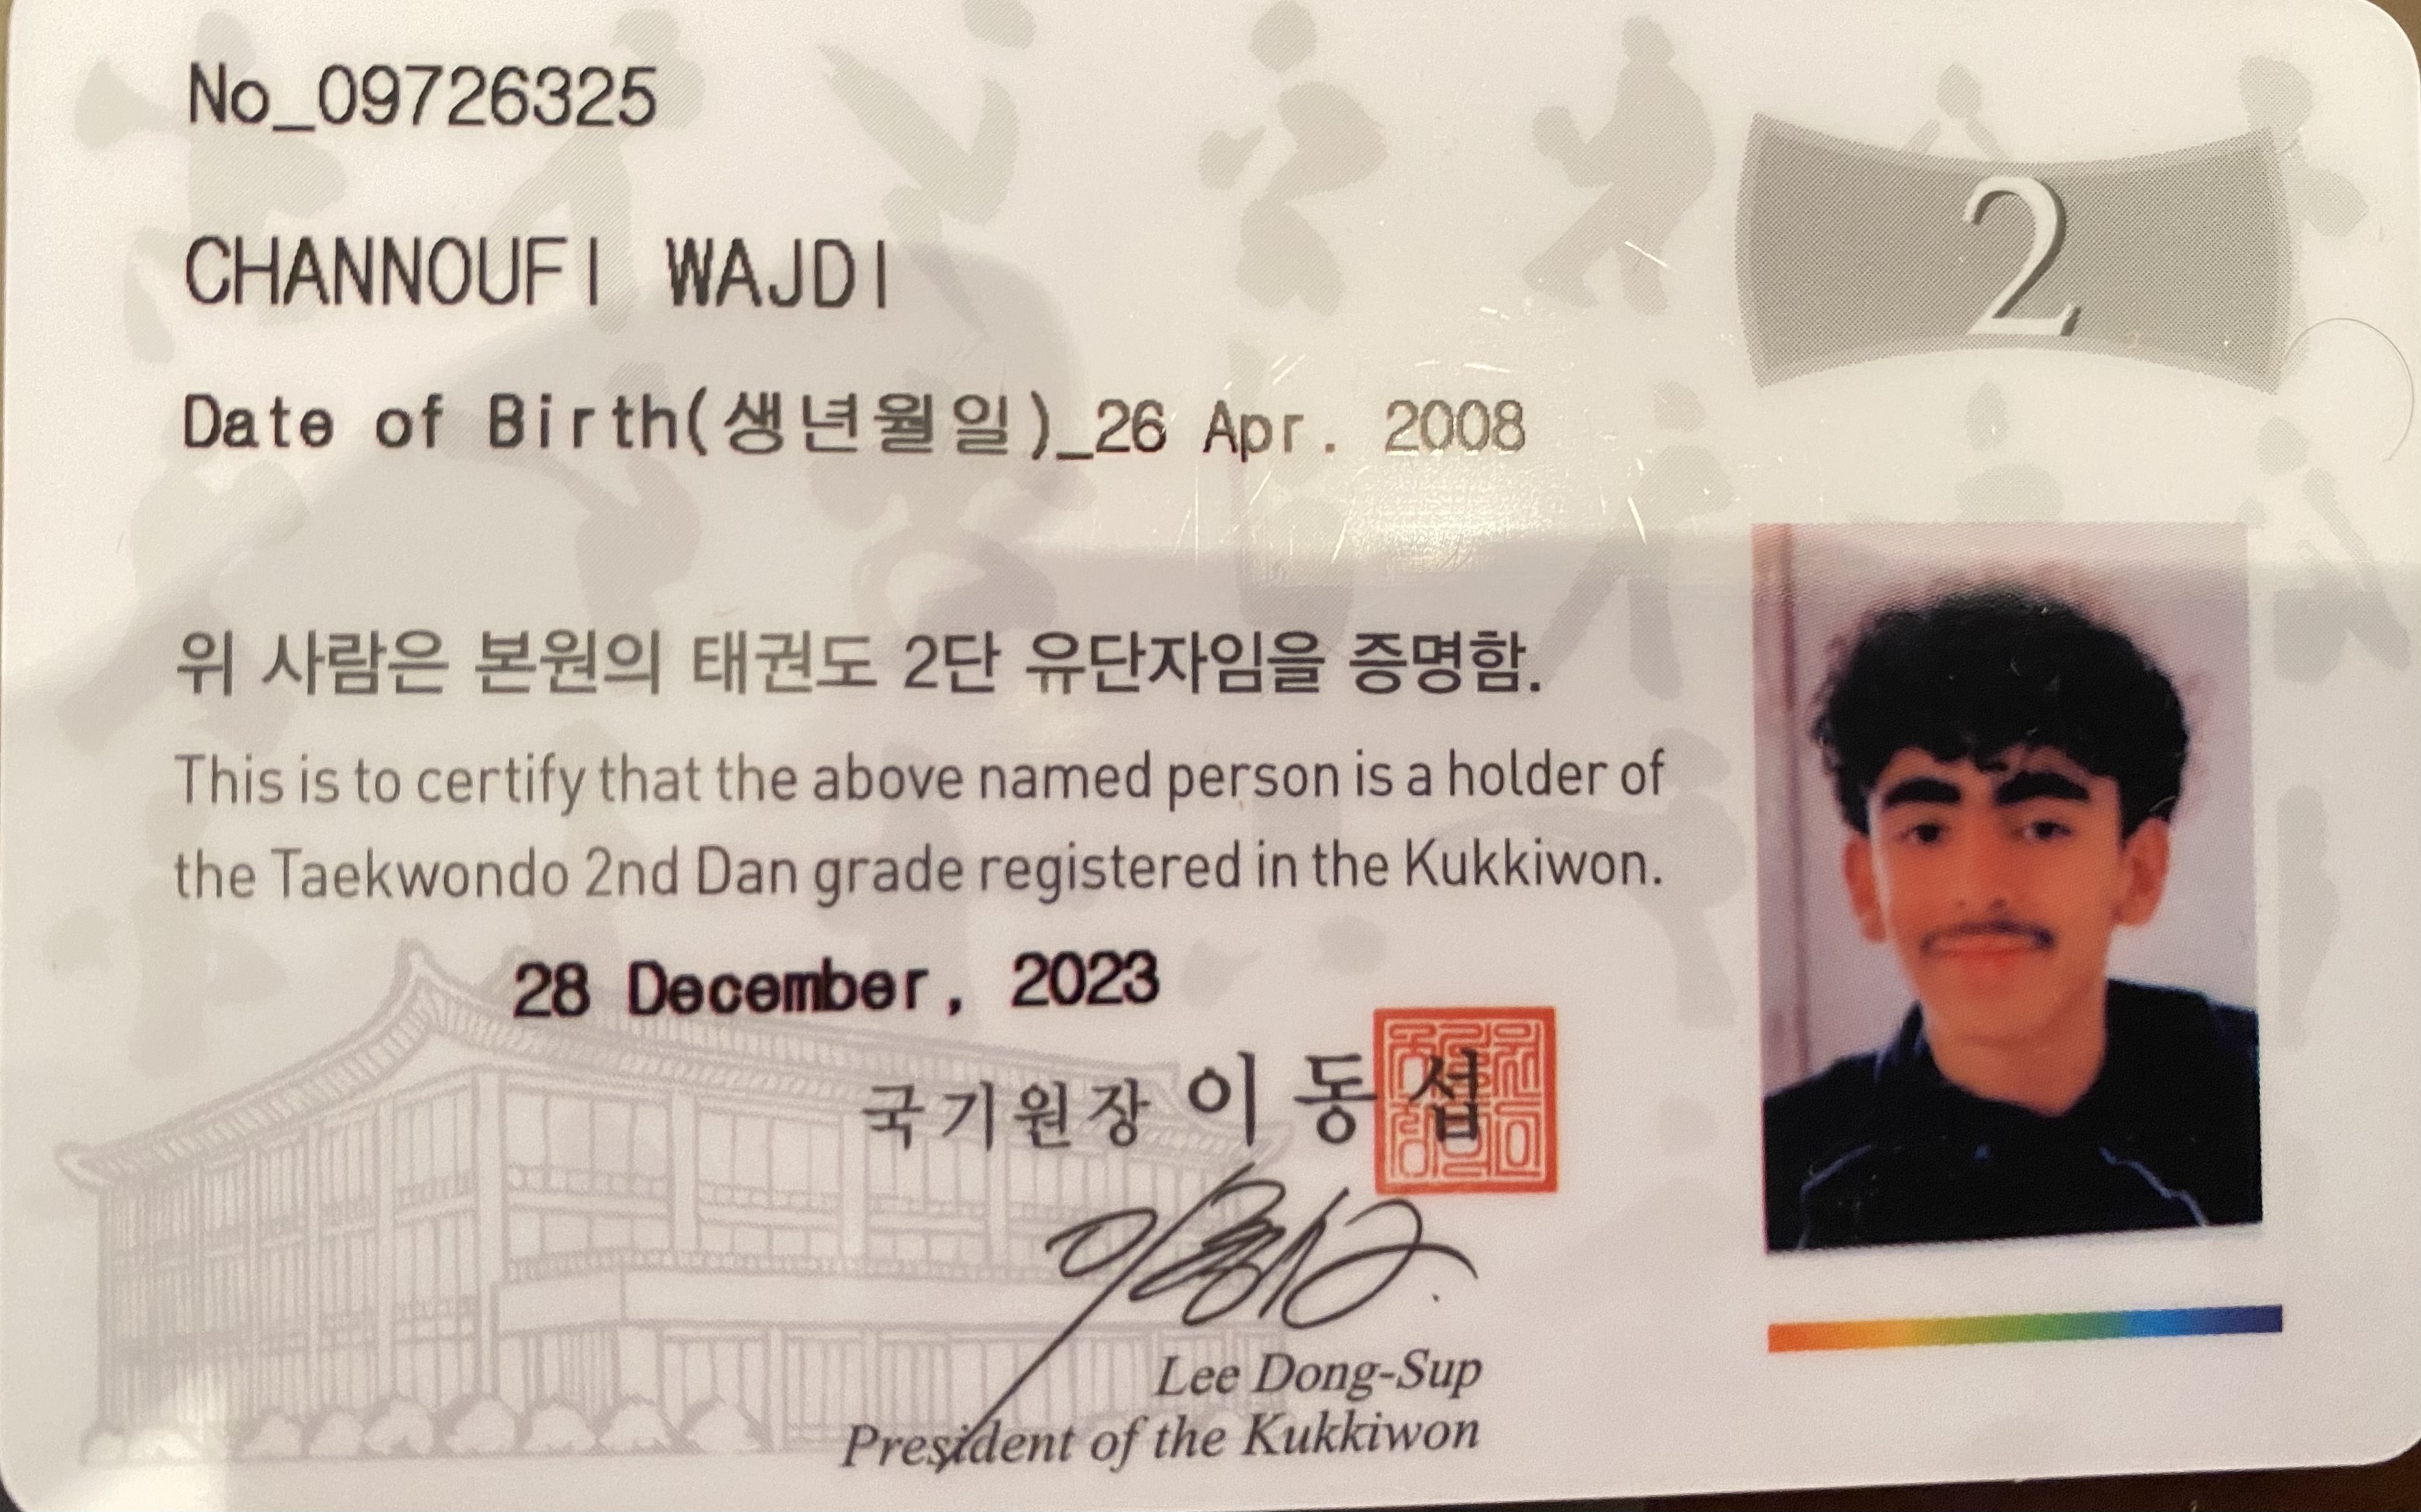 No_09726325
2
CHANNOUFI WAJDI
Date of Birth(생년월일)_26 Apr. 2008
위 사람은 본원의 태권도 2단 유단자임을 증명함.
This is to certify that the above named person is a holder of
the Taekwondo 2nd Dan grade registered in the Kukkiwon.
28 December, 2023
국기원장 이동섭
Lee Dong-Sup
President of the Kukkiwon